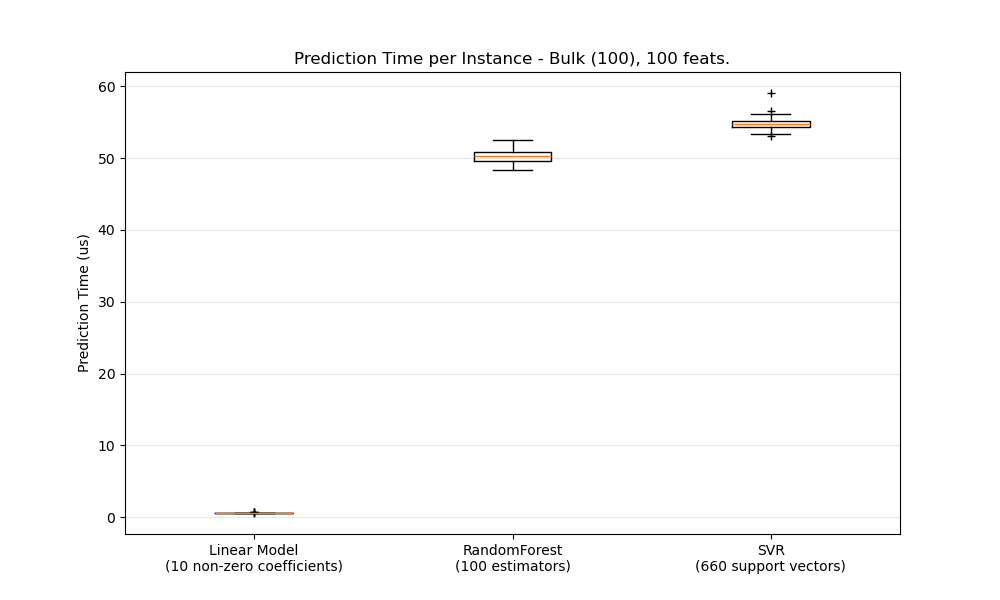 Prediction Time per Instance - Bulk (100), 100 feats.
Prediction Time (us)
60
50
40
30
20
10
0
Linear Model
(10 non-zero coefficients)
RandomForest
(100 estimators)
SVR
(660 support vectors)